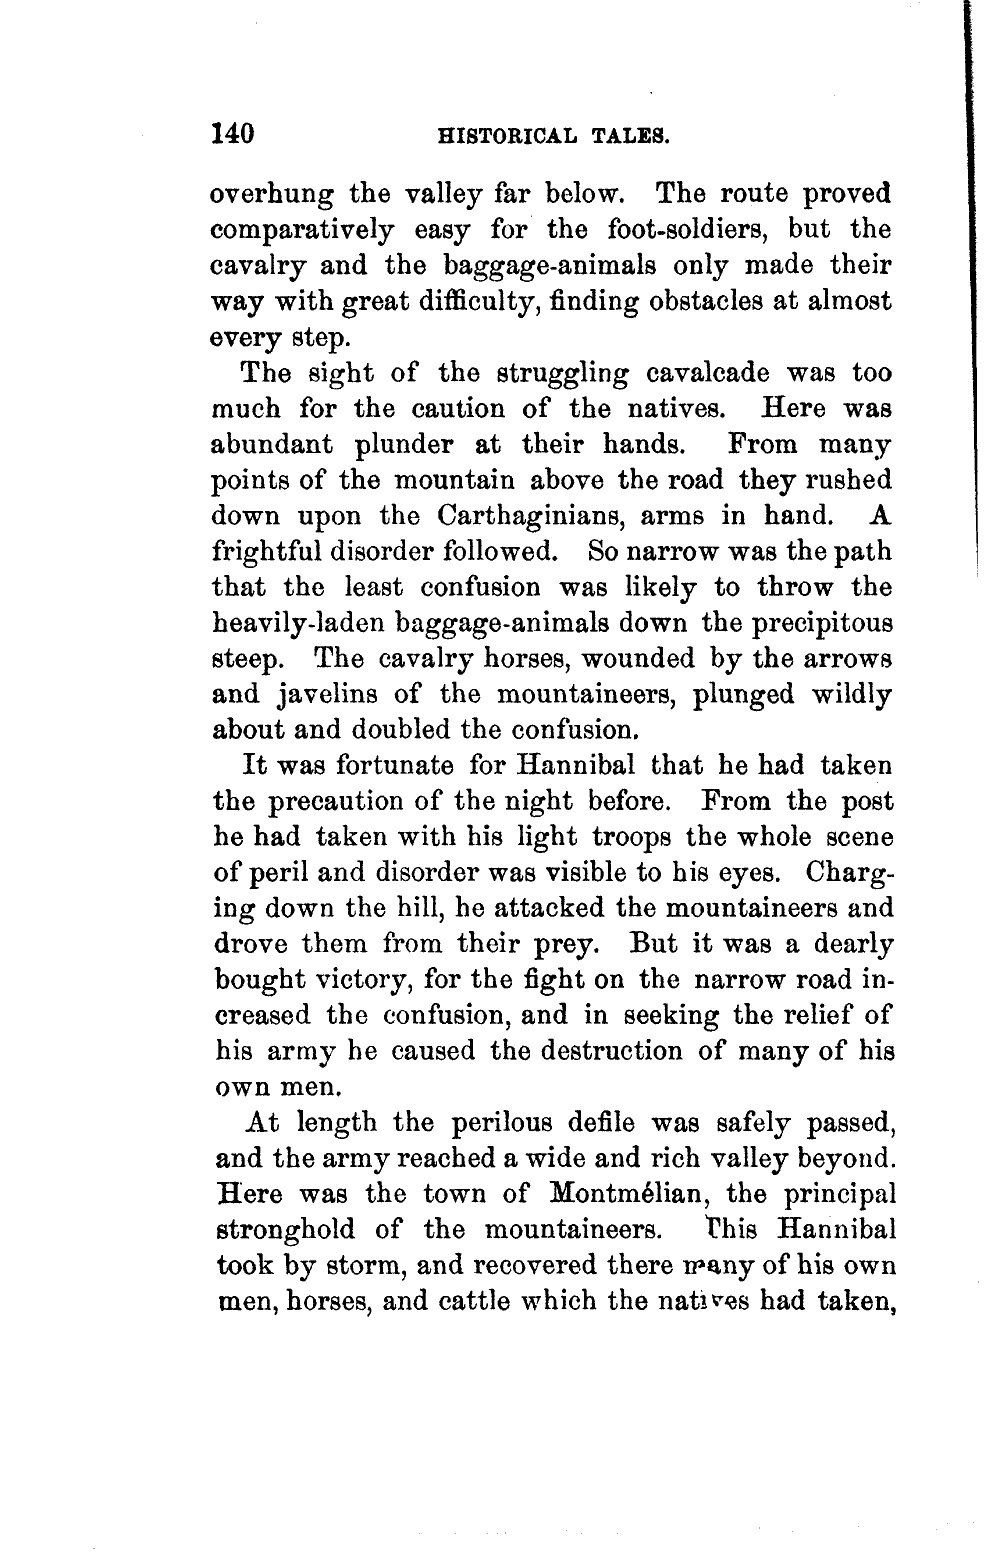 140 HISTORICAL TALES.
overhung the valley far below. The route proved
comparatively easy for the foot-soldiers, but the
cavalry and the baggage-animals only made their
way with great difficulty, finding obstacles at almost
every step.
The sight of the struggling cavalcade was too
much for the caution of the natives. Here was
abundant plunder at their hands. From many
points of the mountain above the road they rushed
down upon the Carthaginians, arms in hand. A
frightful disorder followed. So narrow was the path
that the least confusion was likely to throw the
heavily-laden baggage-animals down the precipitous
steep. The cavalry horses, wounded by the arrows
and javelins of the mountaineers, plunged wildly
about and doubled the confusion.
It was fortunate for Hannibal that he had taken
the precaution of the night before. From the post
he had taken with his light troops the whole scene
of peril and disorder was visible to his eyes. Charg-
ing down the hill, he attacked the mountaineers and
drove them from their prey. But it was a dearly
bought victory, for the fight on the narrow road in-
creased the confusion, and in seeking the relief of
his army he caused the destruction of many of his
own men.
At length the perilous defile was safely passed,
and the army reached a wide and rich valley beyond.
Here was the town of Montmélian, the principal
stronghold of the mountaineers. This Hannibal
took by storm, and recovered there many of his own
men, horses, and cattle which the natives had taken,